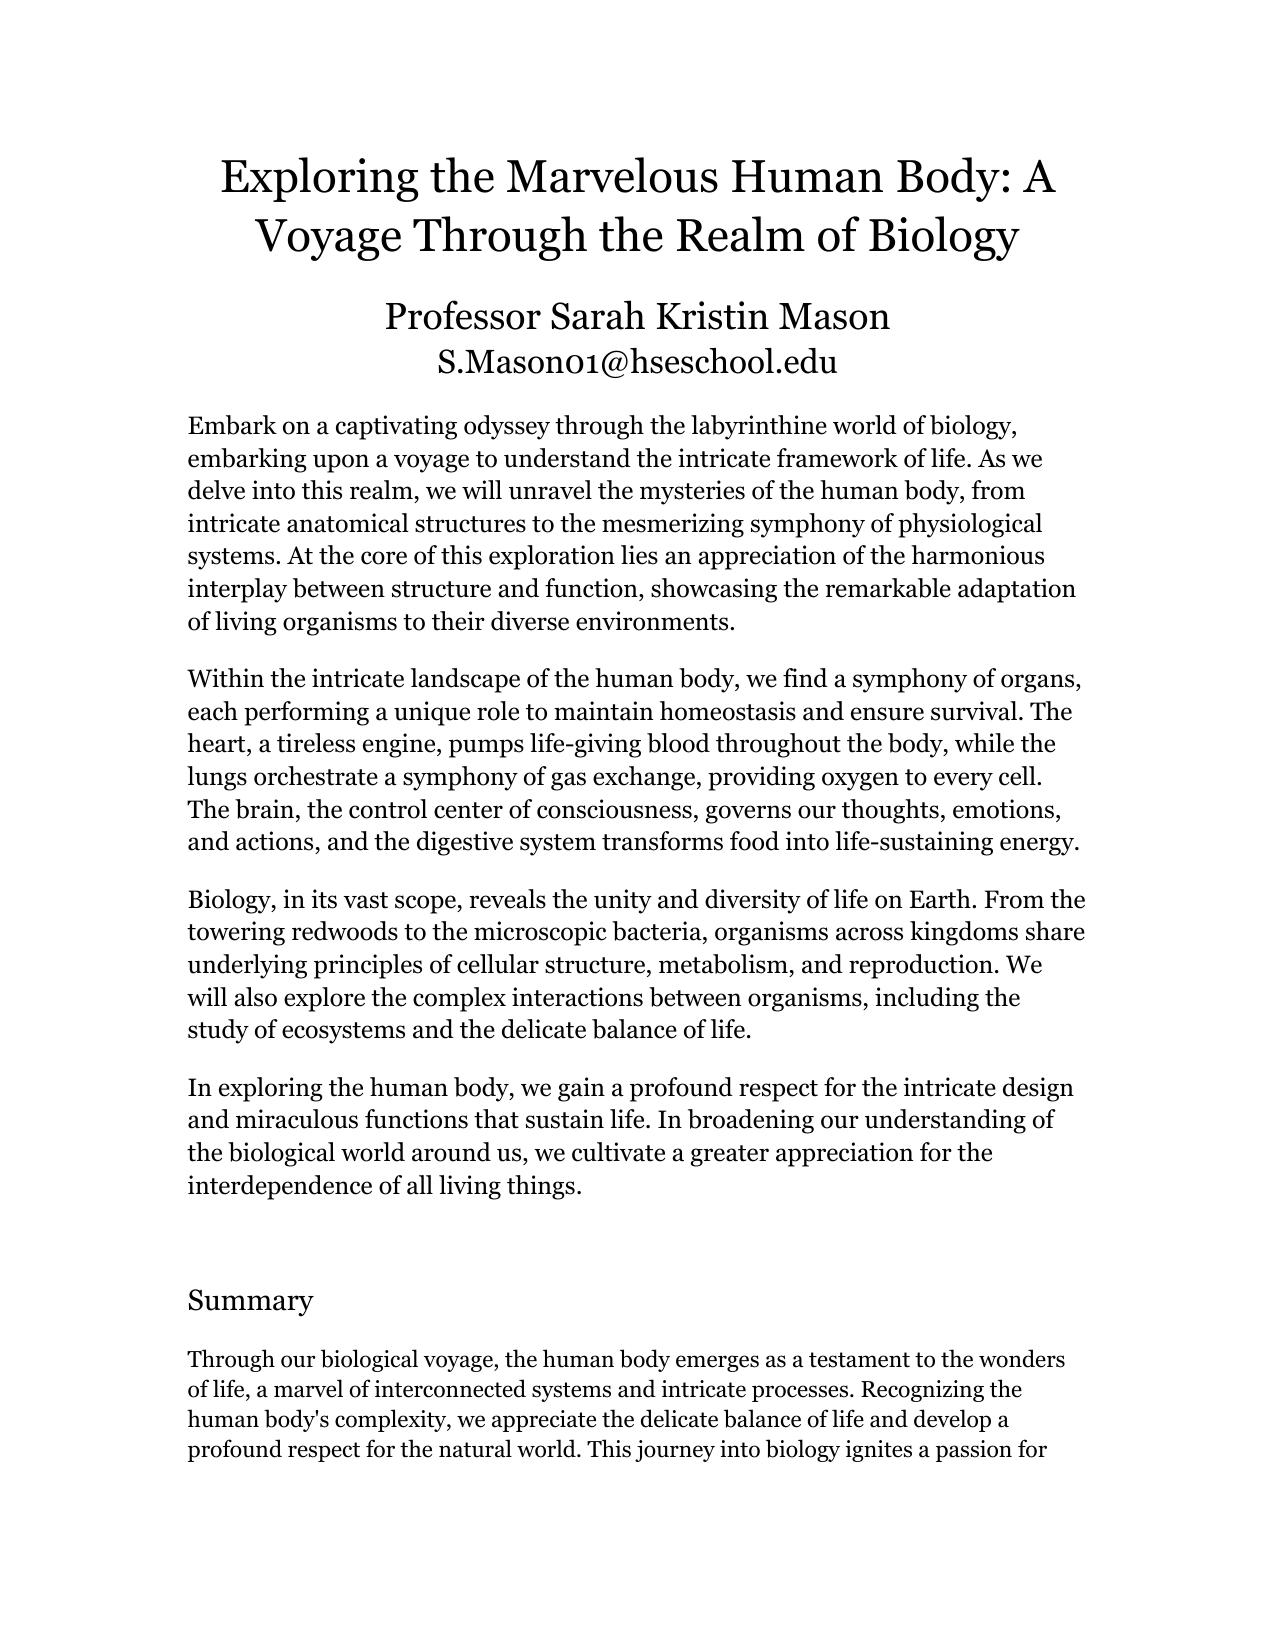 Exploring the Marvelous Human Body: A
Voyage Through the Realm of Biology
Professor Sarah Kristin Mason
S.Mason01@hseschool.edu
Embark on a captivating odyssey through the labyrinthine world of biology,
embarking upon a voyage to understand the intricate framework of life. As we
delve into this realm, we will unravel the mysteries of the human body, from
intricate anatomical structures to the mesmerizing symphony of physiological
systems. At the core of this exploration lies an appreciation of the harmonious
interplay between structure and function, showcasing the remarkable adaptation
of living organisms to their diverse environments.
Within the intricate landscape of the human body, we find a symphony of organs,
each performing a unique role to maintain homeostasis and ensure survival. The
heart, a tireless engine, pumps life-giving blood throughout the body, while the
lungs orchestrate a symphony of gas exchange, providing oxygen to every cell.
The brain, the control center of consciousness, governs our thoughts, emotions,
and actions, and the digestive system transforms food into life-sustaining energy.
Biology, in its vast scope, reveals the unity and diversity of life on Earth. From the
towering redwoods to the microscopic bacteria, organisms across kingdoms share
underlying principles of cellular structure, metabolism, and reproduction. We
will also explore the complex interactions between organisms, including the
study of ecosystems and the delicate balance of life.
In exploring the human body, we gain a profound respect for the intricate design
and miraculous functions that sustain life. In broadening our understanding of
the biological world around us, we cultivate a greater appreciation for the
interdependence of all living things.
Summary
Through our biological voyage, the human body emerges as a testament to the wonders
of life, a marvel of interconnected systems and intricate processes. Recognizing the
human body's complexity, we appreciate the delicate balance of life and develop a
profound respect for the natural world. This journey into biology ignites a passion for